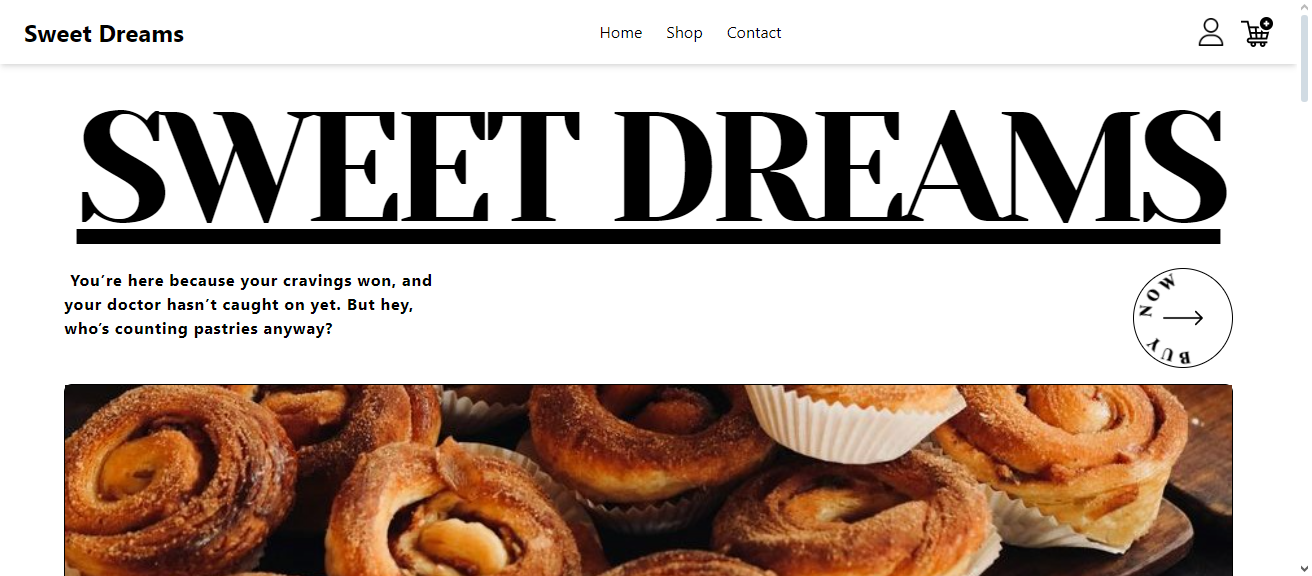 Sweet Dreams
Home Shop Contact
SWEET DREAMS
You’re here because your cravings won, and
your doctor hasn’t caught on yet. But hey,
who’s counting pastries anyway?
BUY NOW